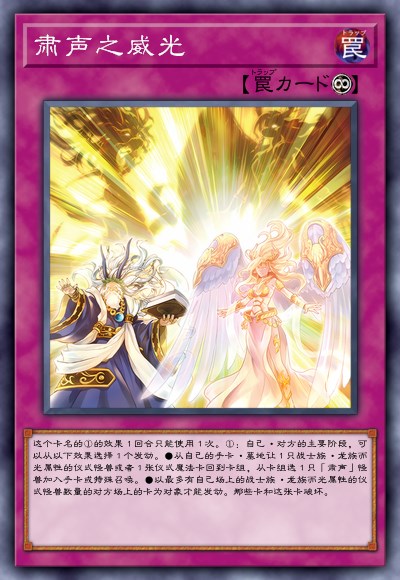 肃声之威光
トラップ
罠
トラップ
【罠カード】
这个卡名的①的效果1回合只能使用1次。①:自己·对方的主要阶段,可
以从以下效果选择1个发动。●从自己的手卡·墓地让1只战士族·龙族而
光属性的仪式怪兽或者1张仪式魔法卡回到卡组,从卡组选1只「肃声」怪
兽加入手卡或特殊召唤。●以最多有自己场上的战士族·龙族而光属性的仪
式怪兽数量的对方场上的卡为对象才能发动。那些卡和这张卡破坏。